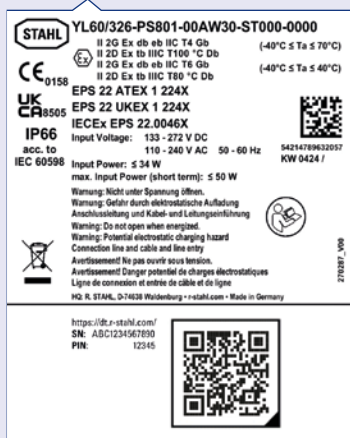 STAHL
YL60/326-PS801-00AW30-ST000-0000
II 2G Ex db eb IIC T4 Gb
II 2D Ex tb IIIC T100 °C Db
(-40°C ≤ Ta ≤ 70°C)
II 2G Ex db eb IIC T6 Gb
II 2D Ex tb IIIC T80 °C Db
(-40°C ≤ Ta ≤ 40°C)
CE 0158
EPS 22 ATEX 1 224X
UK CA 8505
EPS 22 UKEX 1 224X
IECEx EPS 22.0046X
IP66
acc. to
IEC 60598
Input Voltage: 133 - 272 V DC
110 - 240 V AC 50 - 60 Hz
Input Power: ≤ 34 W
max. Input Power (short term): ≤ 50 W
54214789632057
KW 0424 /
Warnung: Nicht unter Spannung öffnen.
Warnung: Gefahr durch elektrostatische Aufladung
Anschlussleitung und Kabel- und Leitungseinführung
Warning: Do not open when energized.
Warning: Potential electrostatic charging hazard
Connection line and cable and line entry
Avertissement! Ne pas ouvrir sous tension.
Avertissement! Danger potentiel de charges électrostatiques
Ligne de connexion et entrée de câble et de ligne
HQ: R. STAHL, D-74638 Waldenburg • r-stahl.com • Made in Germany
270287_V00
https://dt.r-stahl.com/
SN: ABC1234567890
PIN: 12345